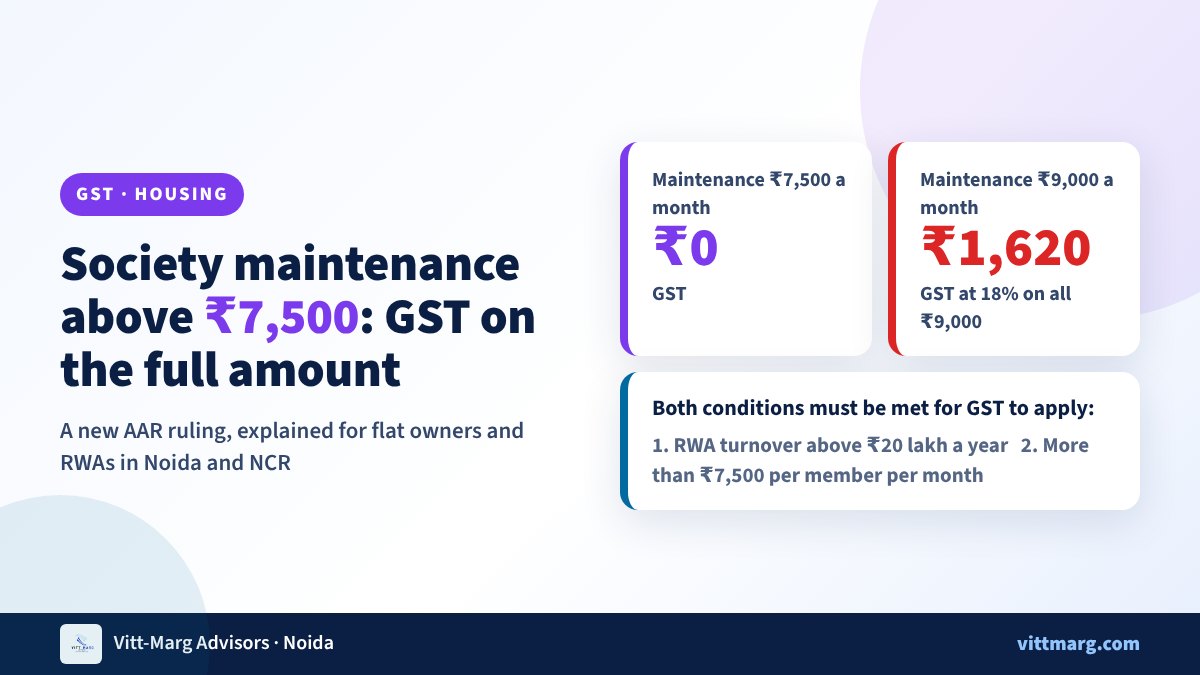 GST · HOUSING
Society maintenance
above ₹7,500: GST on
the full amount
A new AAR ruling, explained for flat owners and
RWAs in Noida and NCR
Maintenance ₹7,500 a
month
₹0
GST
Maintenance ₹9,000 a
month
₹1,620
GST at 18% on all
₹9,000
Both conditions must be met for GST to apply:
1. RWA turnover above ₹20 lakh a year 2. More
than ₹7,500 per member per month
Vitt-Marg Advisors · Noida
vittmarg.com